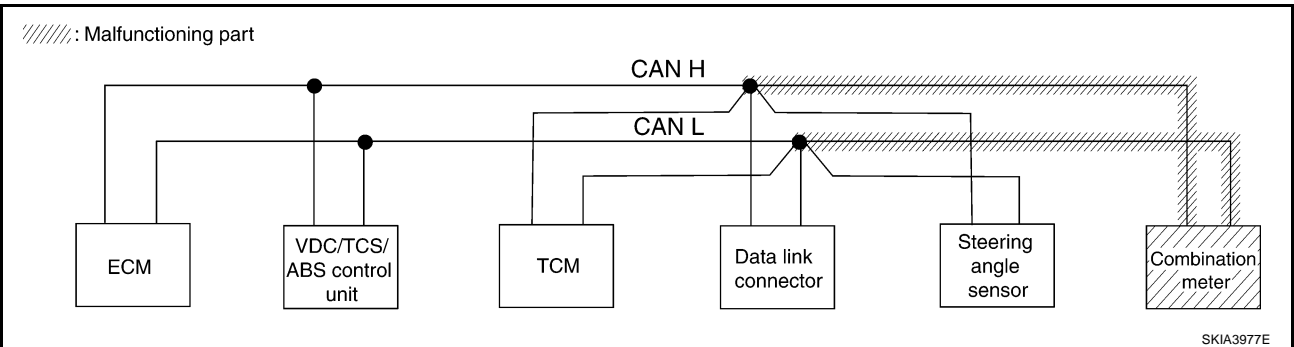 : Malfunctioning part
CAN H
CAN L
ECM
VDC/TCS/
ABS control
unit
TCM
Data link
connector
Steering
angle
sensor
Combination
meter
SKIA3977E